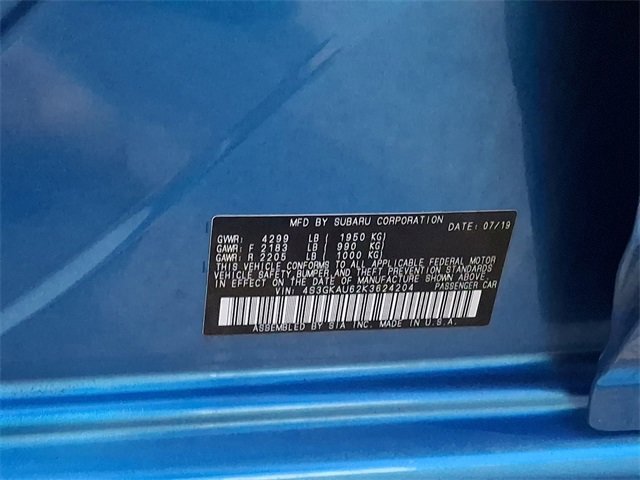 MFD BY SUBARU CORPORATION DATE: 07/19
GVWR: 4299 LB ( 1950 KG)
GAWR: F 2183 LB ( 990 KG)
GAWR: R 2205 LB ( 1000 KG)
THIS VEHICLE CONFORMS TO ALL APPLICABLE FEDERAL MOTOR
VEHICLE SAFETY, BUMPER, AND THEFT PREVENTION STANDARDS
IN EFFECT ON THE DATE OF MANUFACTURE SHOWN ABOVE.
VIN: 4S3GKAU62K3624204 PASSENGER CAR
ASSEMBLED BY SIA INC. MADE IN U.S.A.